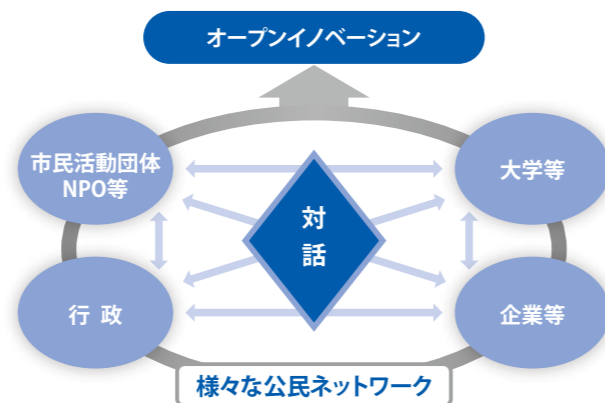 オープンイノベーション
市民活動団体
NPO等
大学等
対
話
行 政
企業等
様々な公民ネットワーク